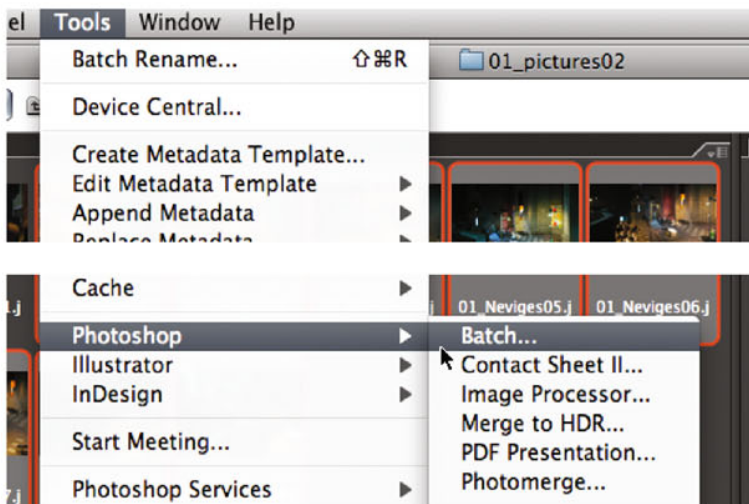 el Tools Window Help
Batch Rename... ⇧⌘R
01_pictures02
Device Central...
Create Metadata Template...
Edit Metadata Template
Append Metadata
Replace Metadata
Cache
01_Neviges05.j 01_Neviges06.j
Photoshop
Batch...
Illustrator
Contact Sheet II...
InDesign
Image Processor...
Merge to HDR...
Start Meeting...
PDF Presentation...
Photoshop Services
Photomerge...